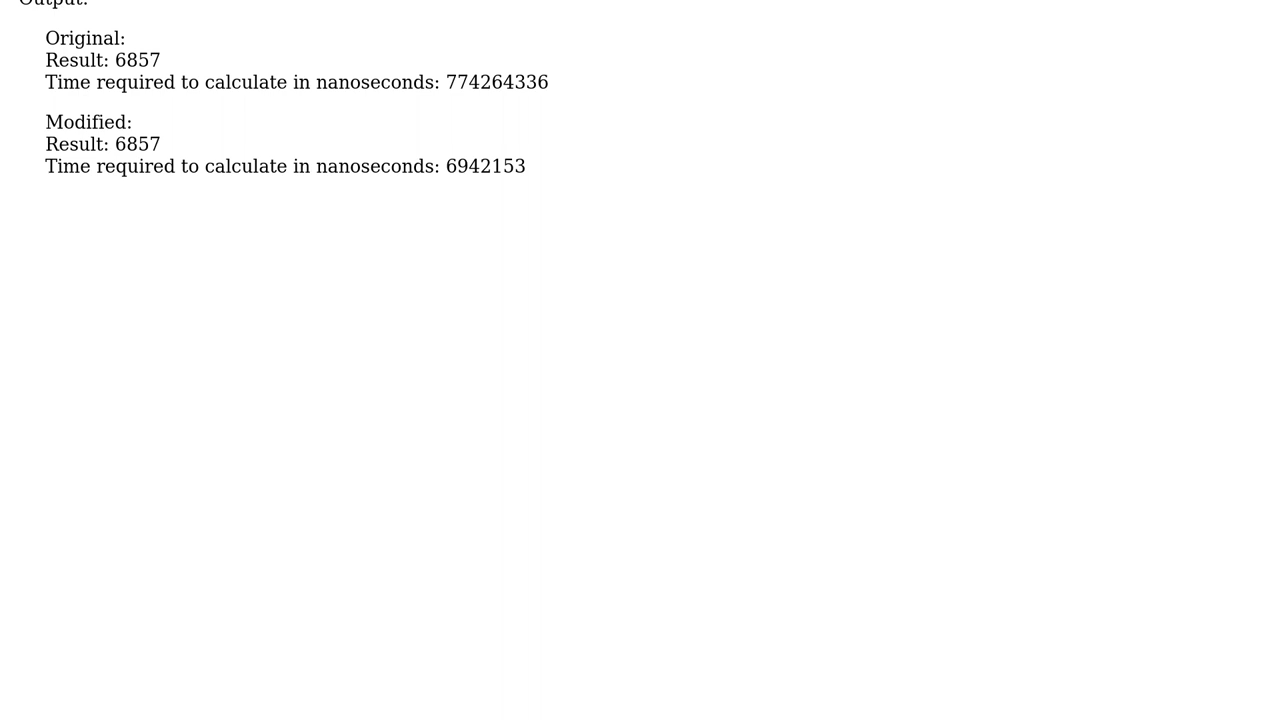 Output:
Original:
Result: 6857
Time required to calculate in nanoseconds: 774264336
Modified:
Result: 6857
Time required to calculate in nanoseconds: 6942153